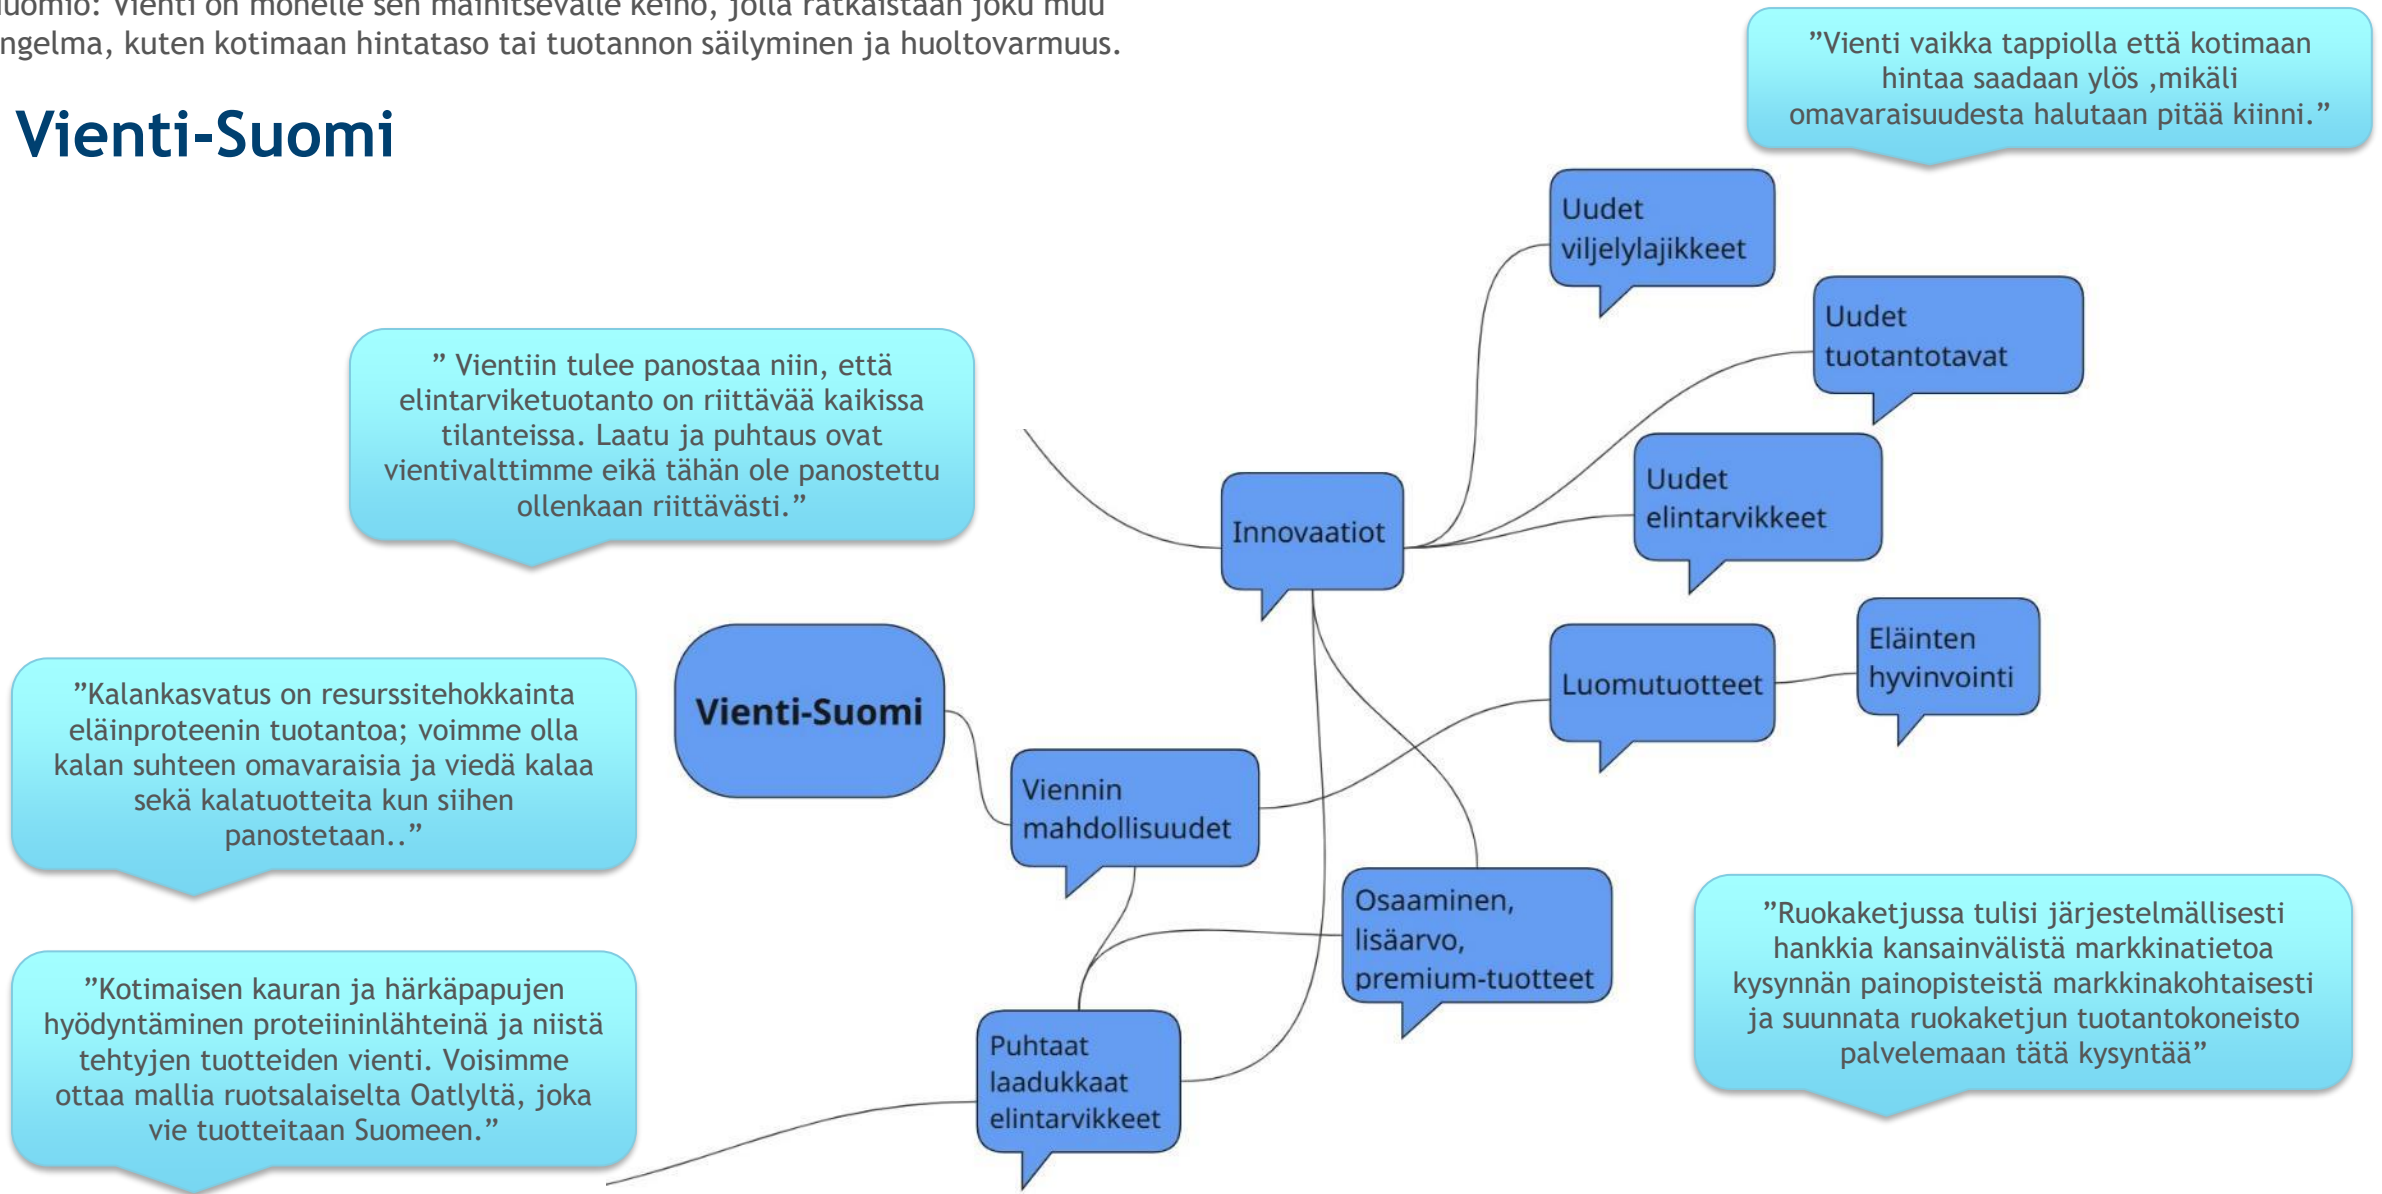 Vienti on monelle sen mainitsevalle keino, jolla ratkaistaan joku muu
kuten kotimaan hintataso tai tuotannon säilyminen ja huoltovarmuus.
Vienti-Suomi
”Vienti vaikka tappiolla että kotimaan
hintaa saadaan ylös ,mikäli
omavaraisuudesta halutaan pitää kiinni.”
Uudet
viljelylajikkeet
Uudet
tuotantotavat
” Vientiin tulee panostaa niin, että
elintarviketuotanto on riittävää kaikissa
tilanteissa. Laatu ja puhtaus ovat
vientivalttimme eikä tähän ole panostettu
ollenkaan riittävästi.”
Uudet
elintarvikkeet
Innovaatiot
Eläinten
hyvinvointi
Luomutuotteet
Vienti-Suomi
”Kalankasvatus on resurssitehokkainta
eläinproteenin tuotantoa; voimme olla
kalan suhteen omavaraisia ja viedä kalaa
sekä kalatuotteita kun siihen
panostetaan..”
Viennin
mahdollisuudet
Osaaminen,
lisäarvo,
premium-tuotteet
”Ruokaketjussa tulisi järjestelmällisesti
hankkia kansainvälistä markkinatietoa
kysynnän painopisteistä markkinakohtaisesti
ja suunnata ruokaketjun tuotantokoneisto
palvelemaan tätä kysyntää”
”Kotimaisen kauran ja härkäpapujen
hyödyntäminen proteiininlähteinä ja niistä
tehtyjen tuotteiden vienti. Voisimme
ottaa mallia ruotsalaiselta Oatlyltä, joka
vie tuotteitaan Suomeen.”
Puhtaat
laadukkaat
elintarvikkeet